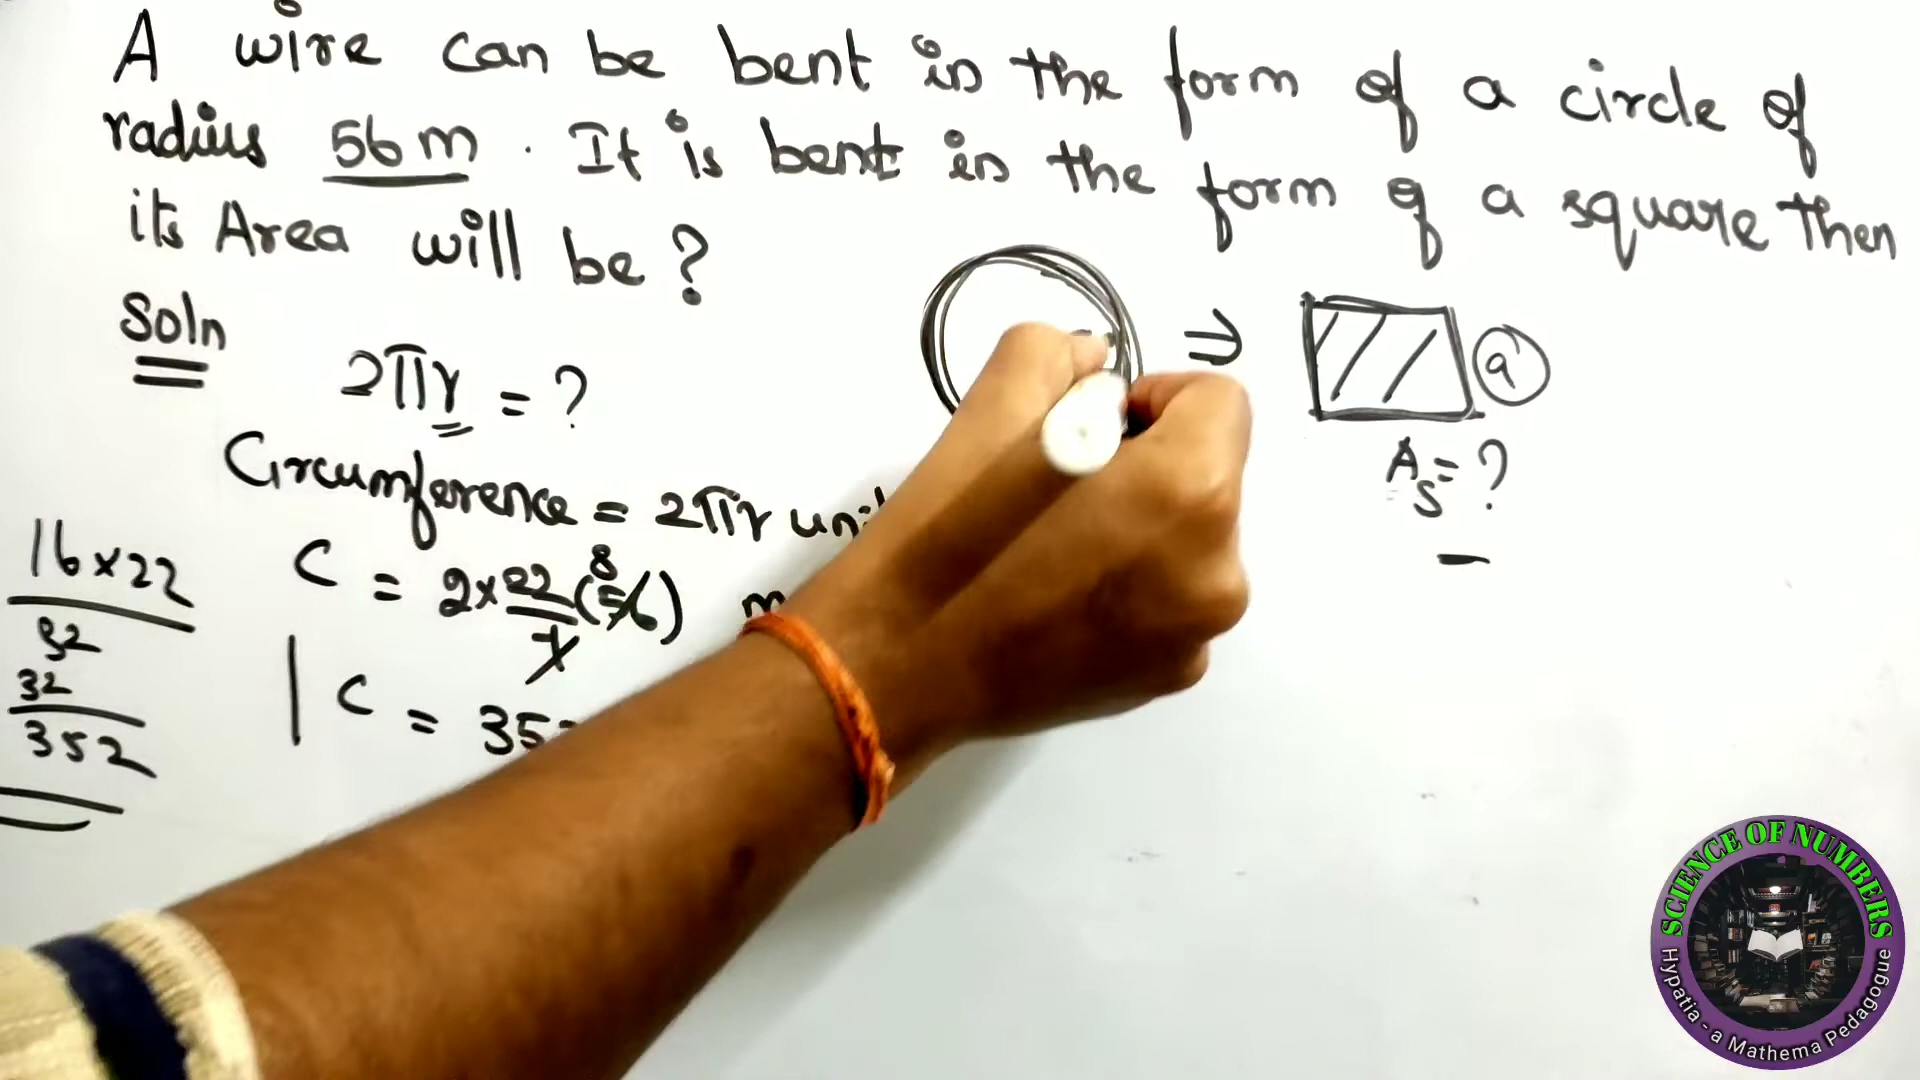 A wire can be bent in the form of a circle of
radius 56 m. It is bent in the form of a square then
its Area will be?
Soln
2πr = ?
Circumference = 2πr
C = 2×22/7(56) 8
C = 35
16×22
32
32
352
⇒
a
As = ?
SCIENCE OF NUMBERS
Hypatia - a Mathema Pedagogue